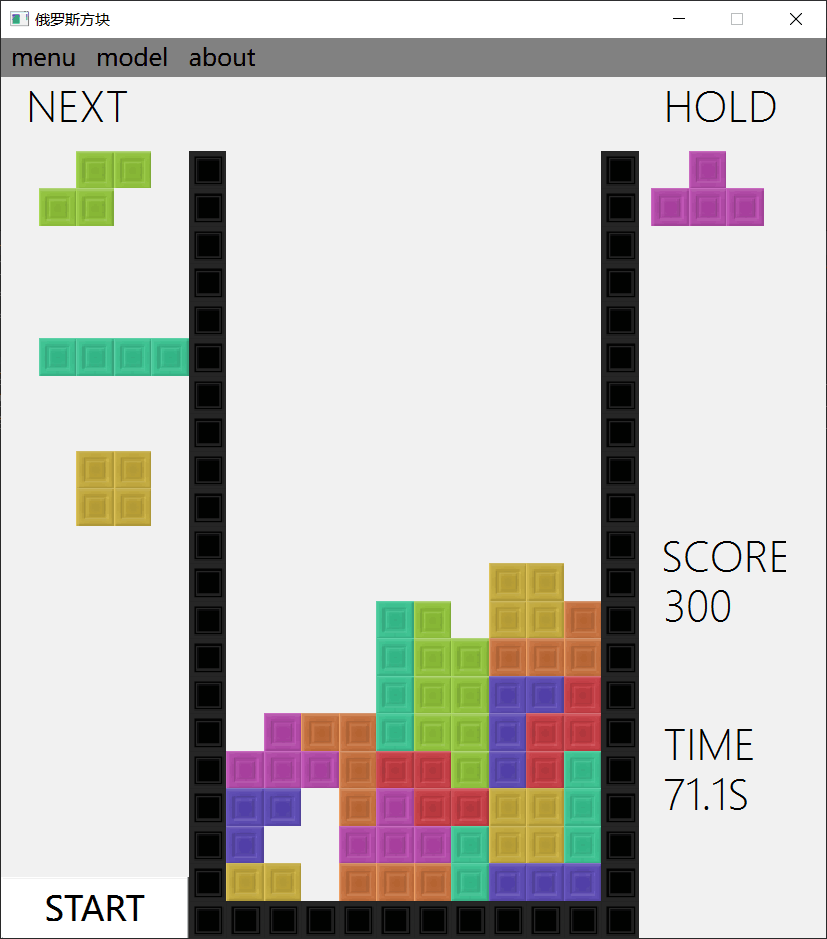 俄罗斯方块
menu model about
NEXT
HOLD
SCORE
300
TIME
71.1S
START